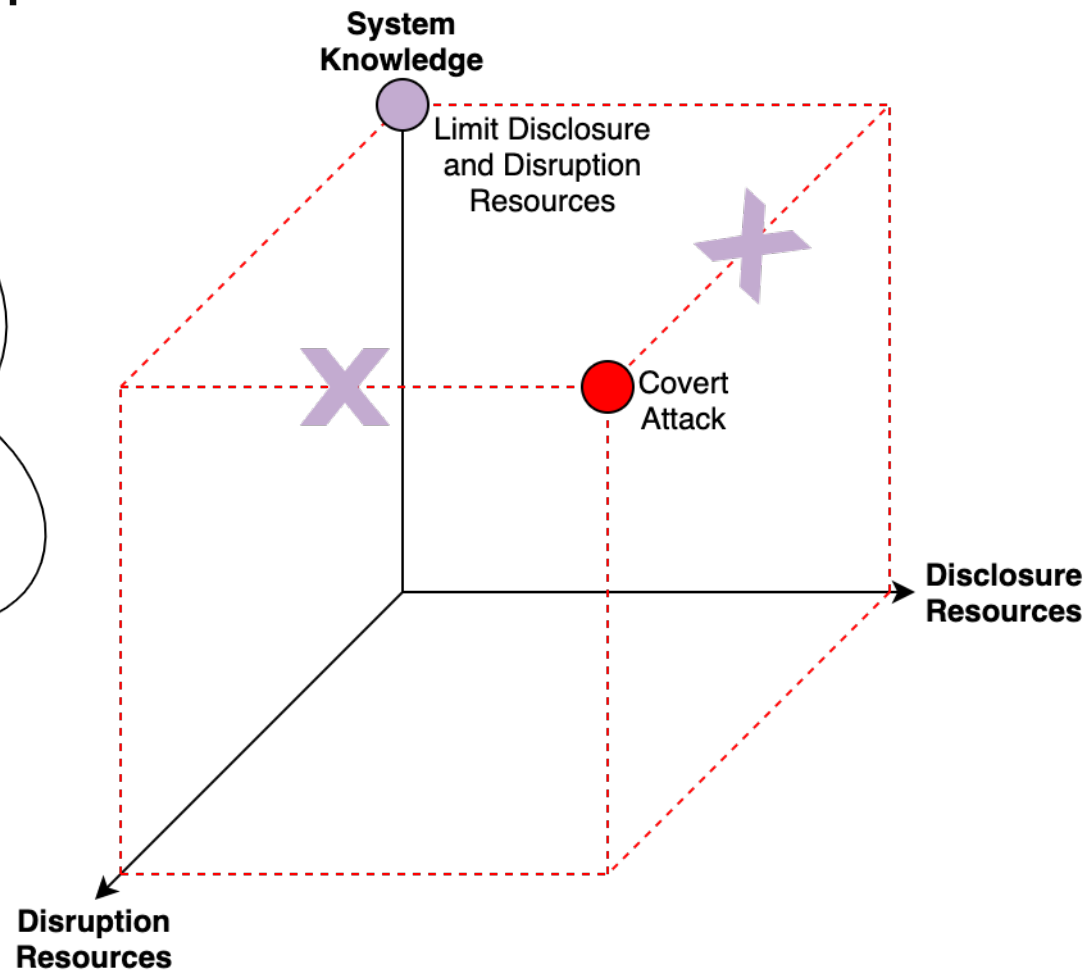 System
Knowledge
Limit Disclosure
and Disruption
Resources
Covert
Attack
Disclosure
Resources
Disruption
Resources